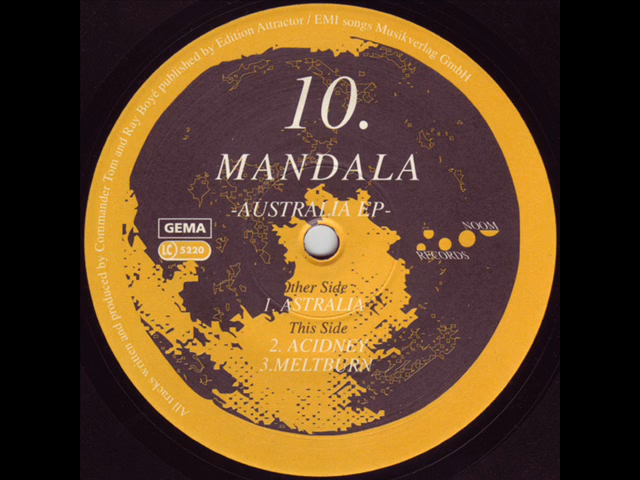 All tracks written and produced by Commander Tom and Ray Boyé published by Edition Attractor / EMI songs Musikverlag GmbH
10.
MANDALA
-AUSTRALIA EP-
GEMA
LC 5220
NOOM
RECORDS
Other Side
1. ASTRALIA
This Side
2. ACIDNEY
3.MELTBURN